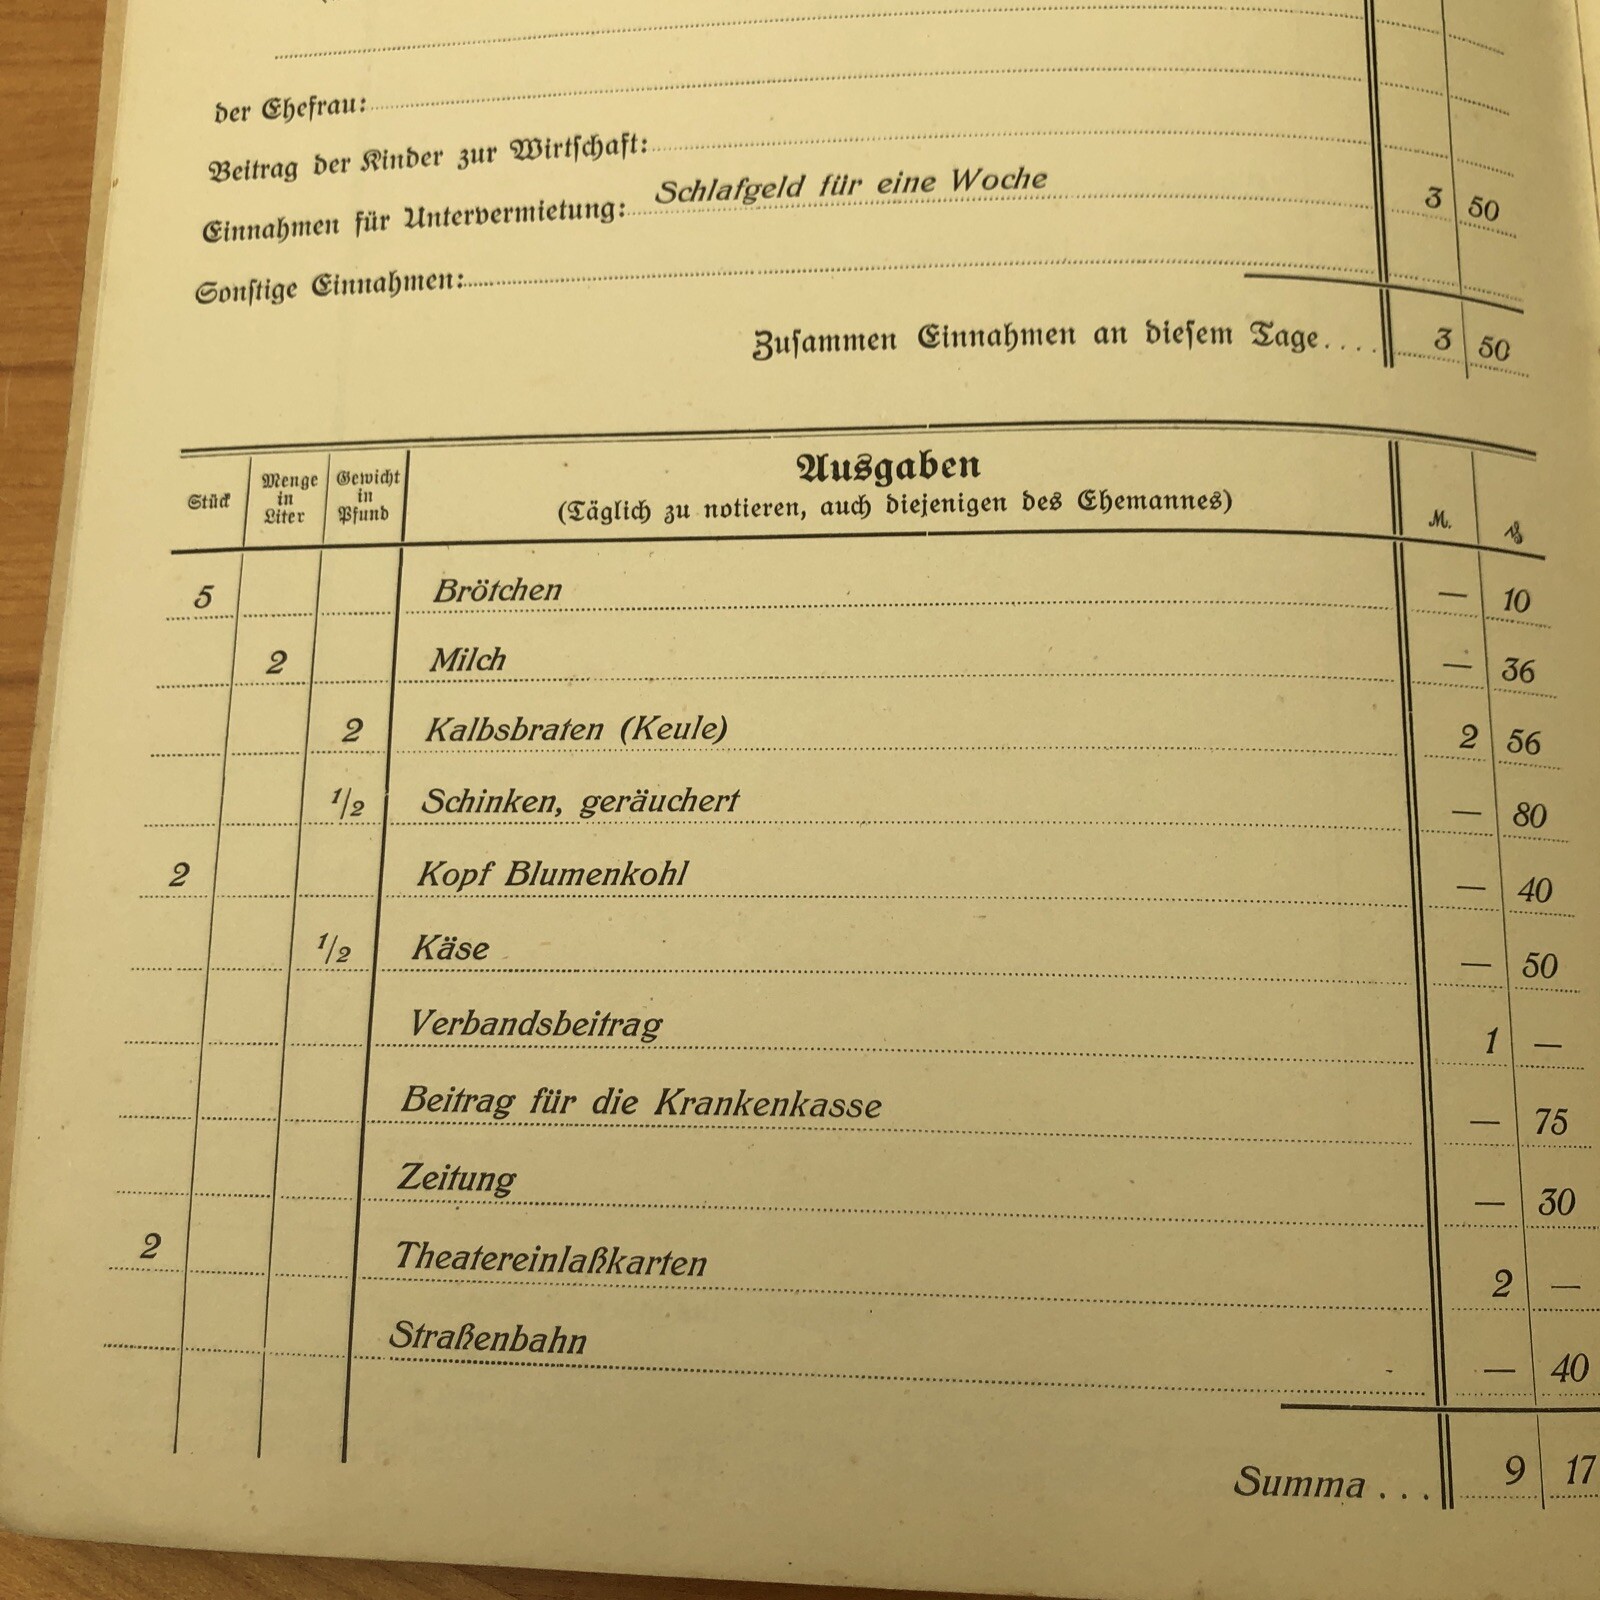 der Ehefrau:
Beitrag der Kinder zur Wirtschaft:
Einnahmen für Untervermietung: Schlafgeld für eine Woche 3 50
Sonstige Einnahmen:
Zusammen Einnahmen an diesem Tage.... 3 50
Stück Menge in Liter Gewicht in Pfund Ausgaben M. ₰
(Täglich zu notieren, auch diejenigen des Ehemannes)
5 Brötchen — 10
2 Milch — 36
2 Kalbsbraten (Keule) 2 56
1/2 Schinken, geräuchert — 80
2 Kopf Blumenkohl — 40
1/2 Käse — 50
Verbandsbeitrag 1 —
Beitrag für die Krankenkasse — 75
Zeitung — 30
2 Theatereinlaßkarten 2 —
Straßenbahn — 40
Summa ... 9 17